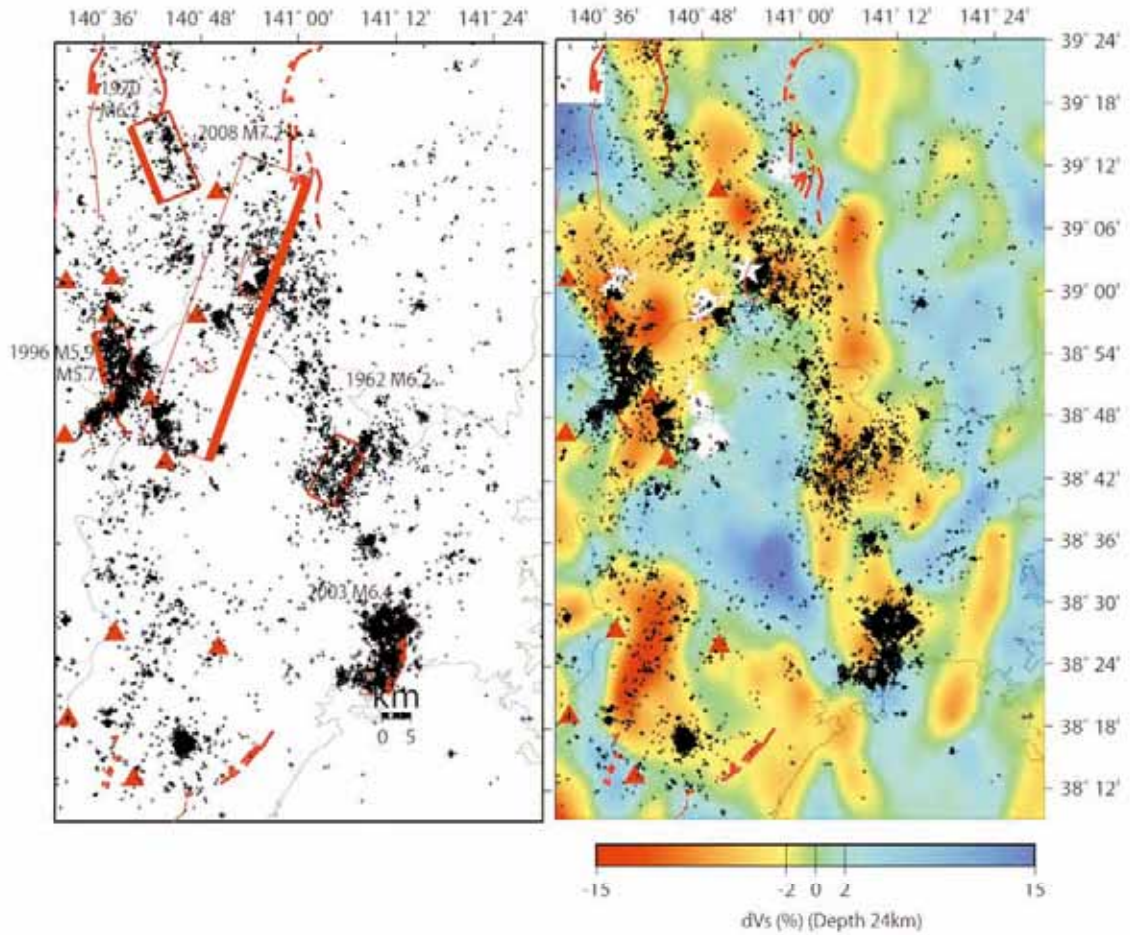 140° 36' 140° 48' 141° 00' 141° 12' 141° 24'
140° 36' 140° 48' 141° 00' 141° 12' 141° 24'
39° 24'
39° 18'
39° 12'
39° 06'
39° 00'
38° 54'
38° 48'
38° 42'
38° 36'
38° 30'
38° 24'
38° 18'
38° 12'
M6.2
2008 M7.2
1996 M5.9
M5.7
1962 M6.2
2003 M6.4
km
0 5
-15 -2 0 2 15
dVs (%) (Depth 24km)